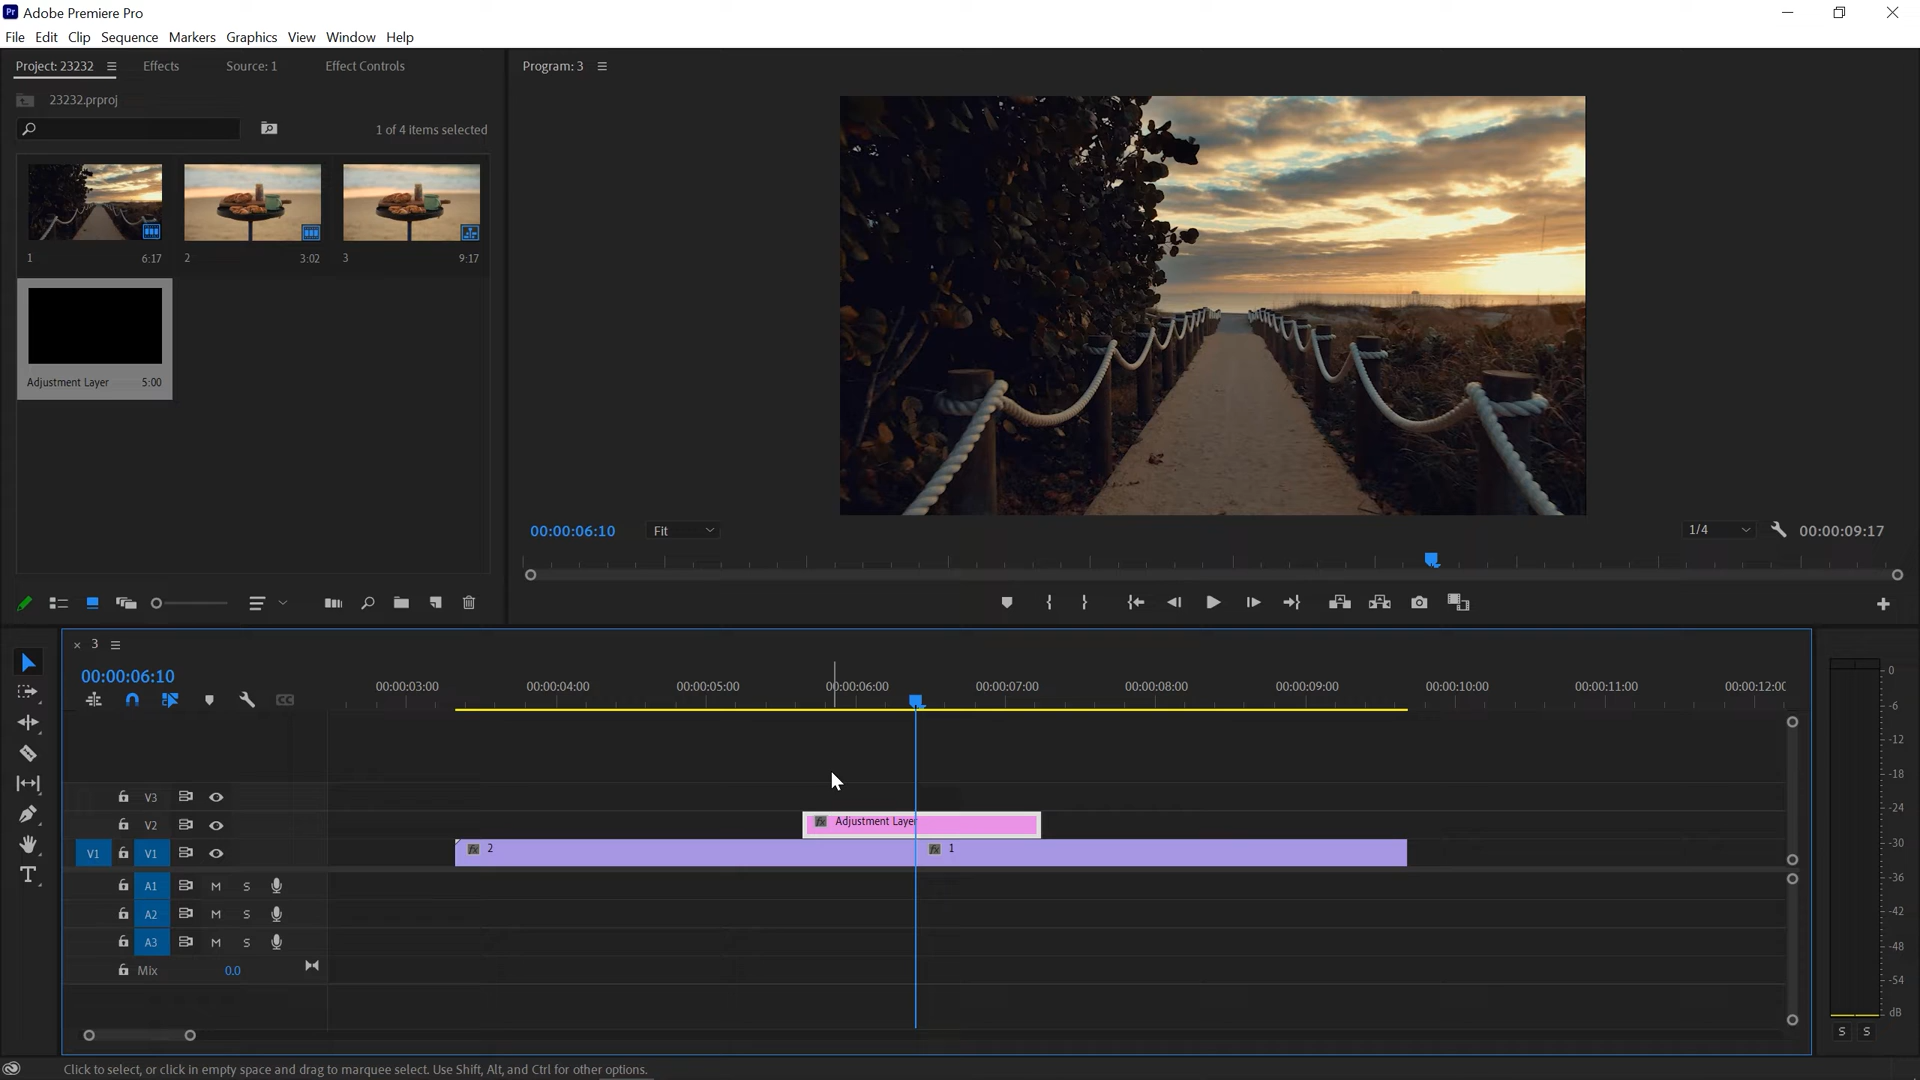 Adobe Premiere Pro
File Edit Clip Sequence Markers Graphics View Window Help
Project: 23232 Effects Source: 1 Effect Controls
Program: 3
23232.prproj
1 of 4 items selected
1 6:17 2 3:02 3 9:17
Adjustment Layer 5:00
00:00:06:10 Fit 1/4 00:00:09:17
3
00:00:06:10
00:00:03:00 00:00:04:00 00:00:05:00 00:00:06:00 00:00:07:00 00:00:08:00 00:00:09:00 00:00:10:00 00:00:11:00 00:00:12:00
V3
V2 Adjustment Layer
V1 V1 fx 2 fx 1
A1 M S
A2 M S
A3 M S
Mix 0.0
0
-6
-12
-18
-24
-30
-36
-42
-48
-54
dB
S S
Click to select, or click in empty space and drag to marquee select. Use Shift, Alt, and Ctrl for other options.